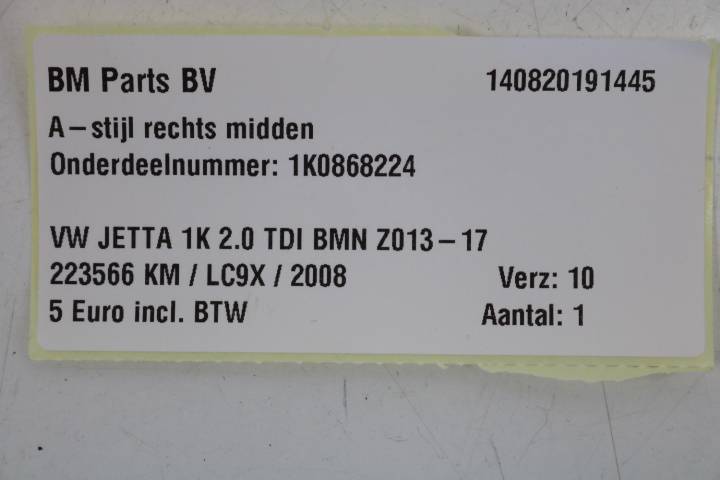 BM Parts BV 140820191445
A-stijl rechts midden
Onderdeelnummer: 1K0868224
VW JETTA 1K 2.0 TDI BMN Z013-17
223566 KM / LC9X / 2008 Verz: 10
5 Euro incl. BTW Aantal: 1